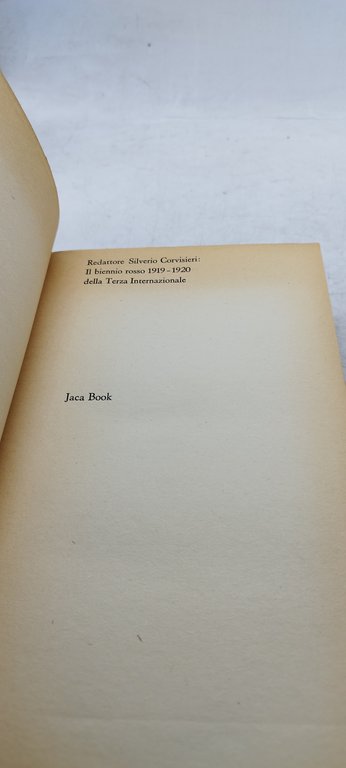 Redattore Silverio Corvisieri:
Il biennio rosso 1919-1920
della Terza Internazionale
Jaca Book